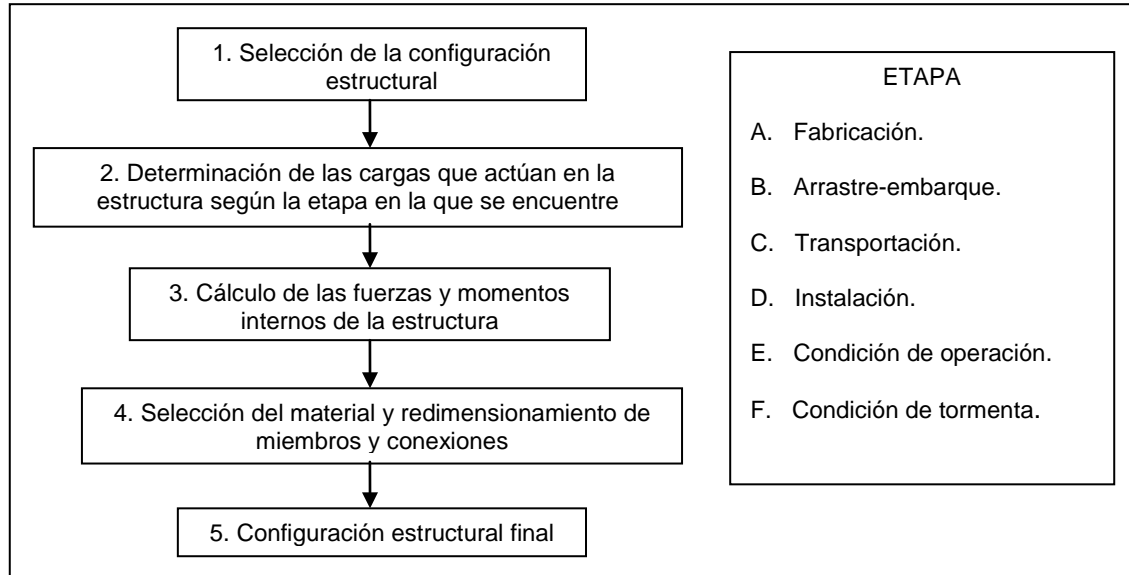 1. Selección de la configuración
estructural
2. Determinación de las cargas que actúan en la
estructura según la etapa en la que se encuentre
3. Cálculo de las fuerzas y momentos
internos de la estructura
4. Selección del material y redimensionamiento de
miembros y conexiones
5. Configuración estructural final
ETAPA
A. Fabricación.
B. Arrastre-embarque.
C. Transportación.
D. Instalación.
E. Condición de operación.
F. Condición de tormenta.